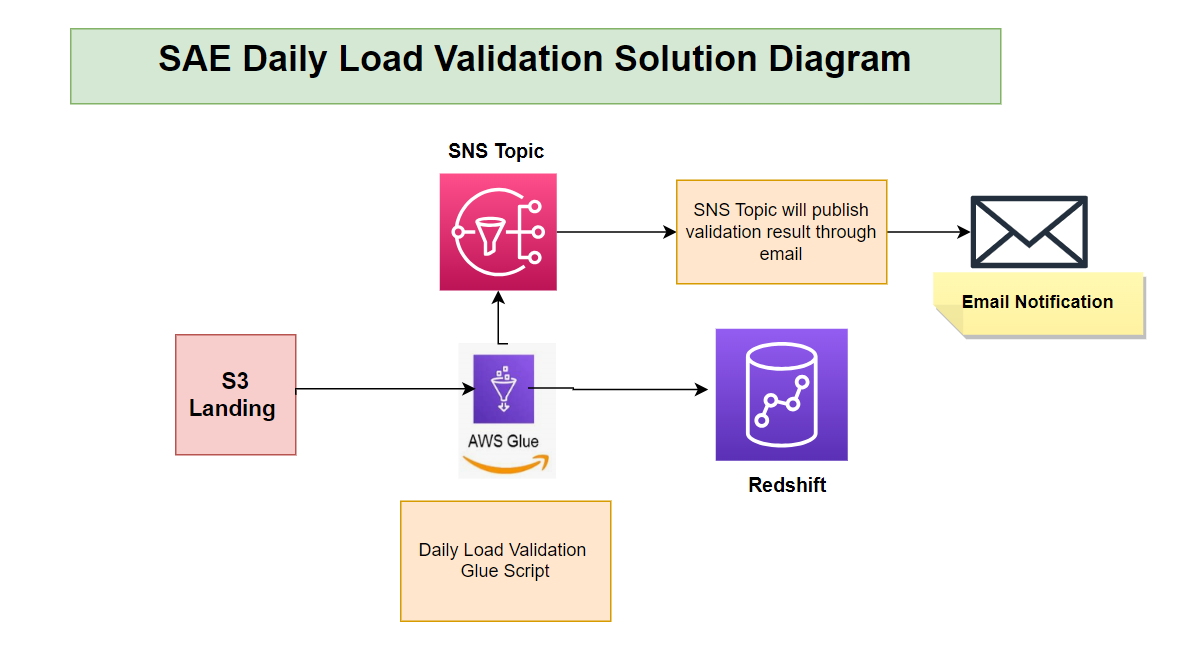 SAE Daily Load Validation Solution Diagram
SNS Topic
SNS Topic will publish
validation result through
email
Email Notification
S3
Landing
AWS Glue
Redshift
Daily Load Validation
Glue Script